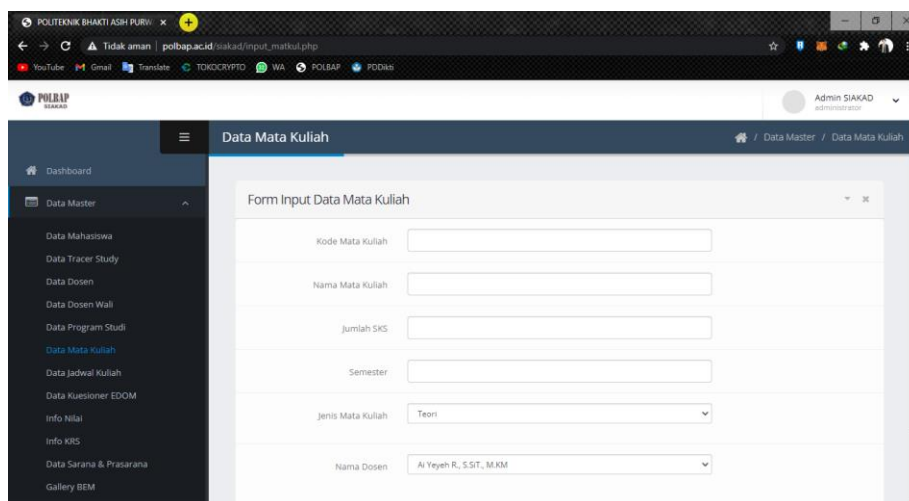 POLITEKNIK BHAKTI ASIH PURW
Tidak aman | polbap.ac.id/siakad/input_matkul.php
YouTube Gmail Translate TOKOCRYPTO WA POLBAP PDDikti
POLBAP
SIAKAD
Admin SIAKAD
administrator
Data Mata Kuliah
/ Data Master / Data Mata Kuliah
Dashboard
Data Master
Data Mahasiswa
Data Tracer Study
Data Dosen
Data Dosen Wali
Data Program Studi
Data Mata Kuliah
Data Jadwal Kuliah
Data Kuesioner EDOM
Info Nilai
Info KRS
Data Sarana & Prasarana
Gallery BEM
Form Input Data Mata Kuliah
Kode Mata Kuliah
Nama Mata Kuliah
Jumlah SKS
Semester
Jenis Mata Kuliah Teori
Nama Dosen Ai Yeyeh R., S.SiT., M.KM